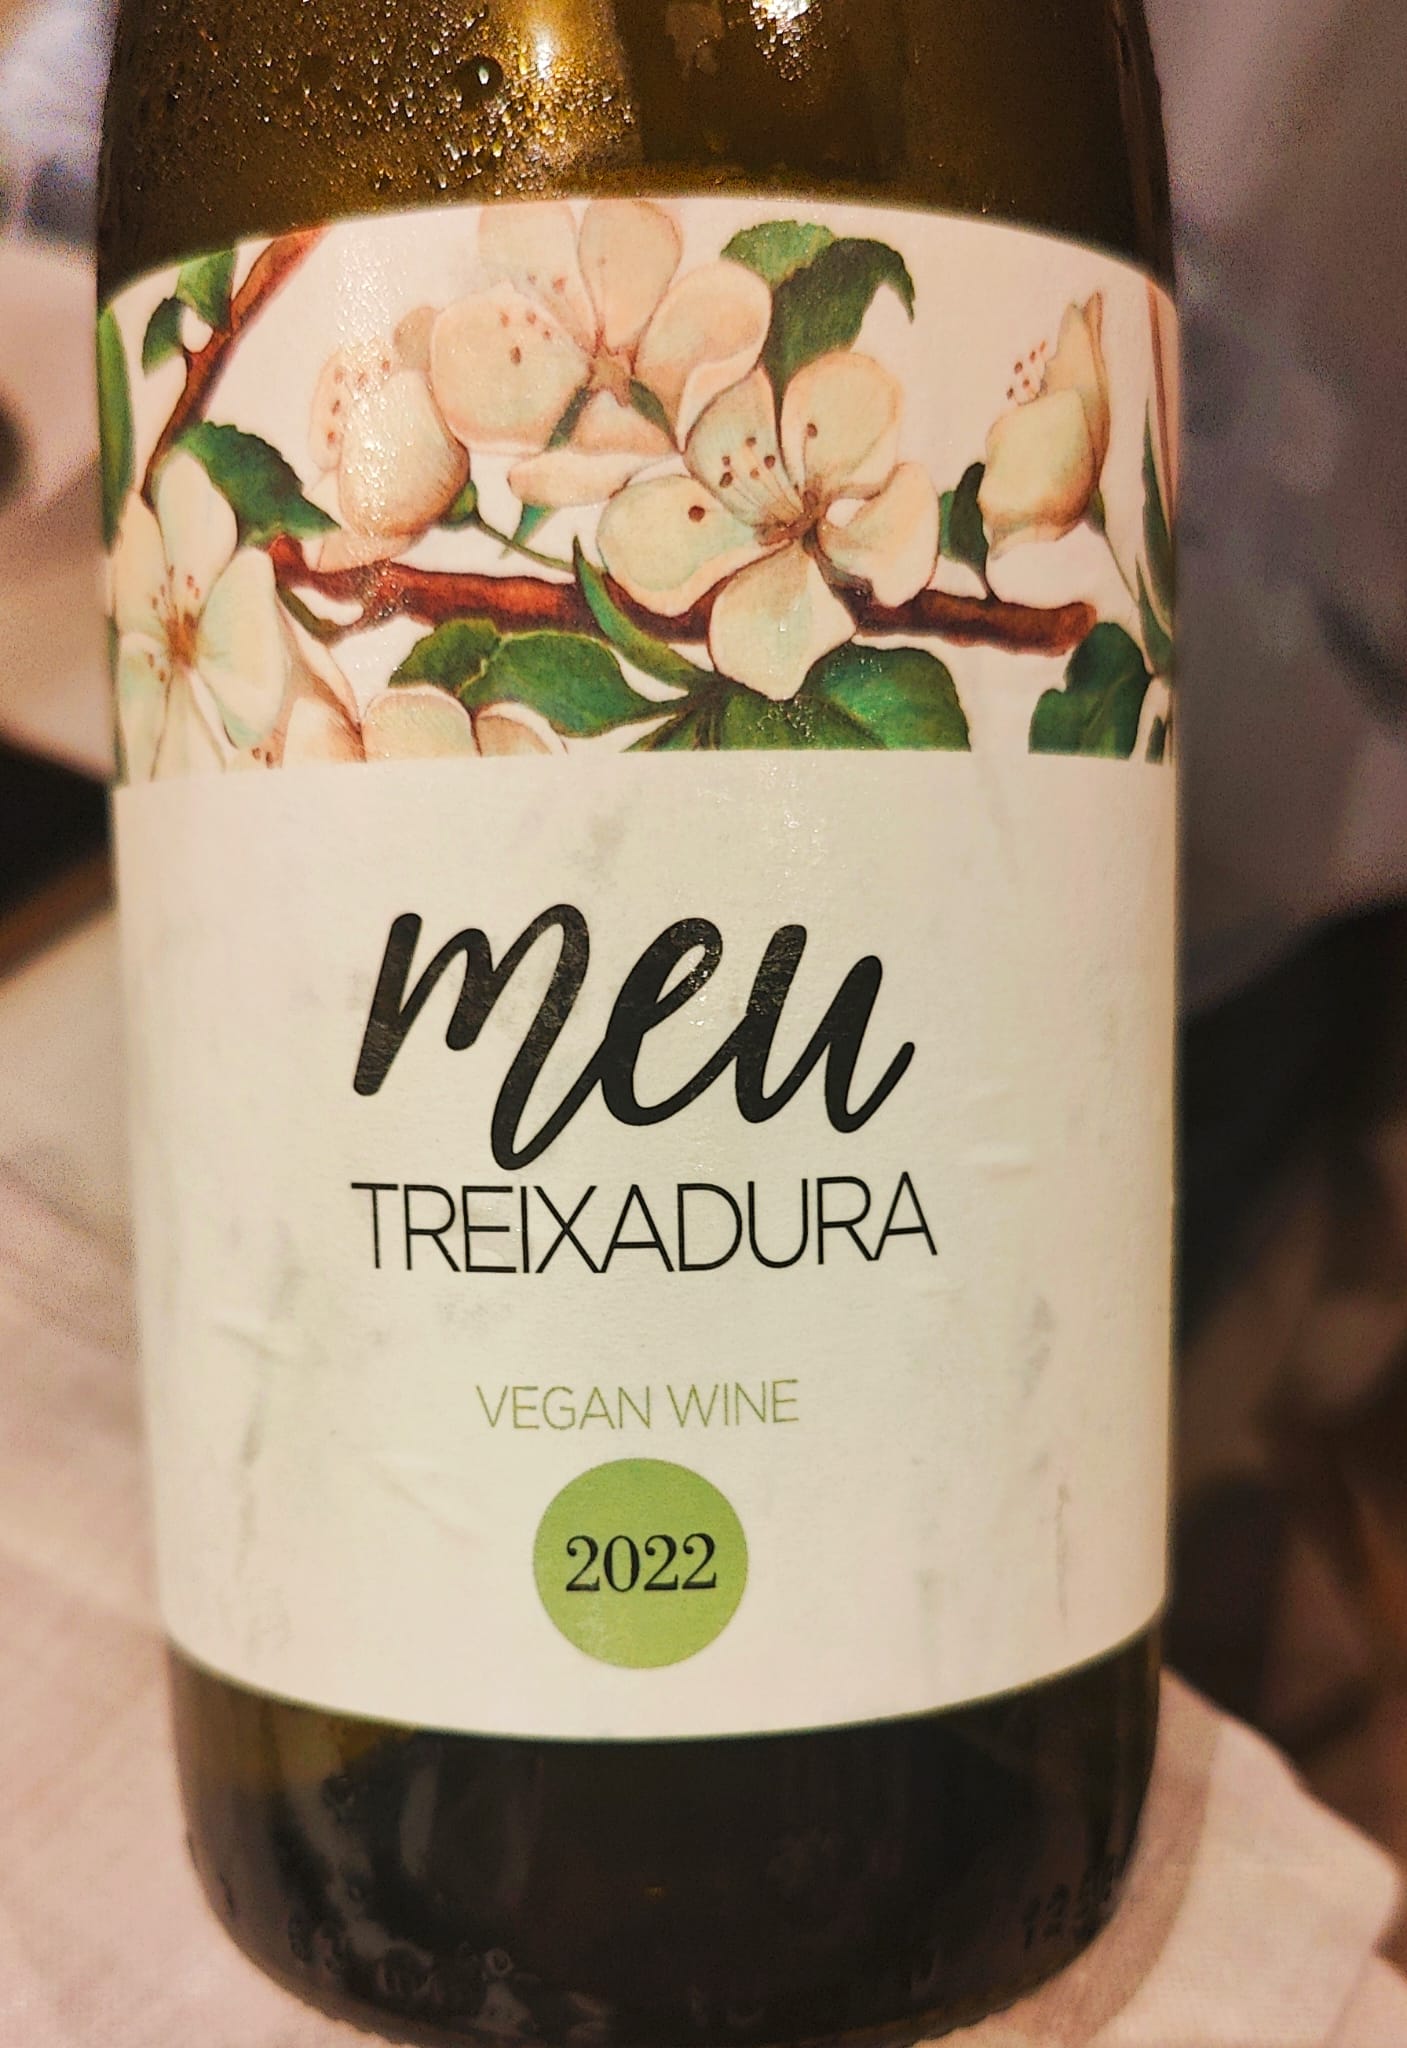 meu
TREIXADURA
VEGAN WINE
2022